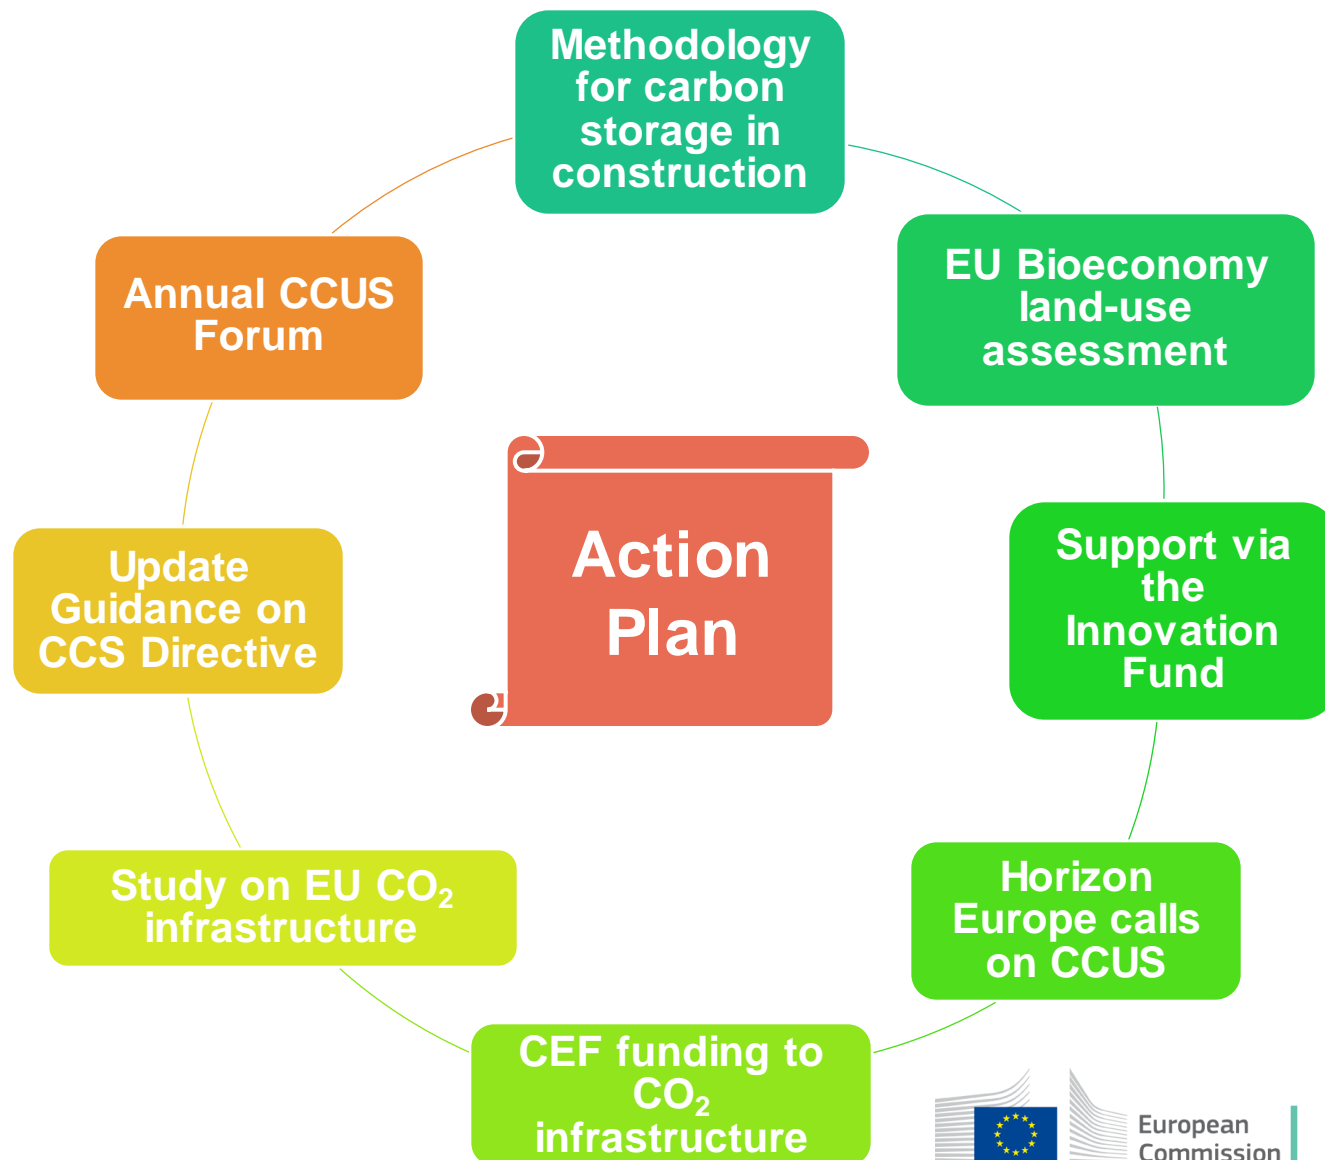 Methodology
for carbon
storage in
construction
EU Bioeconomy
land-use
assessment
Support via
the
Innovation
Fund
Horizon
Europe calls
on CCUS
CEF funding to
CO₂
infrastructure
Study on EU CO₂
infrastructure
Update
Guidance on
CCS Directive
Annual CCUS
Forum
Action
Plan
European
Commission